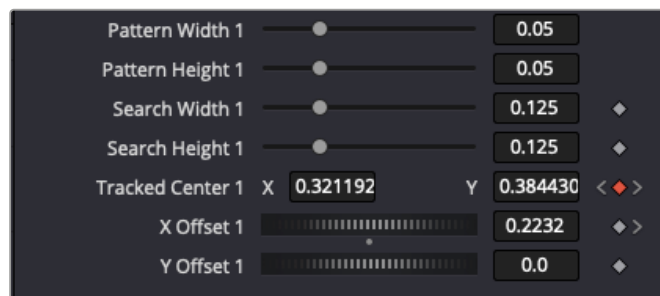 Pattern Width 1 0.05
Pattern Height 1 0.05
Search Width 1 0.125
Search Height 1 0.125
Tracked Center 1 X 0.321192 Y 0.384430
X Offset 1 0.2232
Y Offset 1 0.0